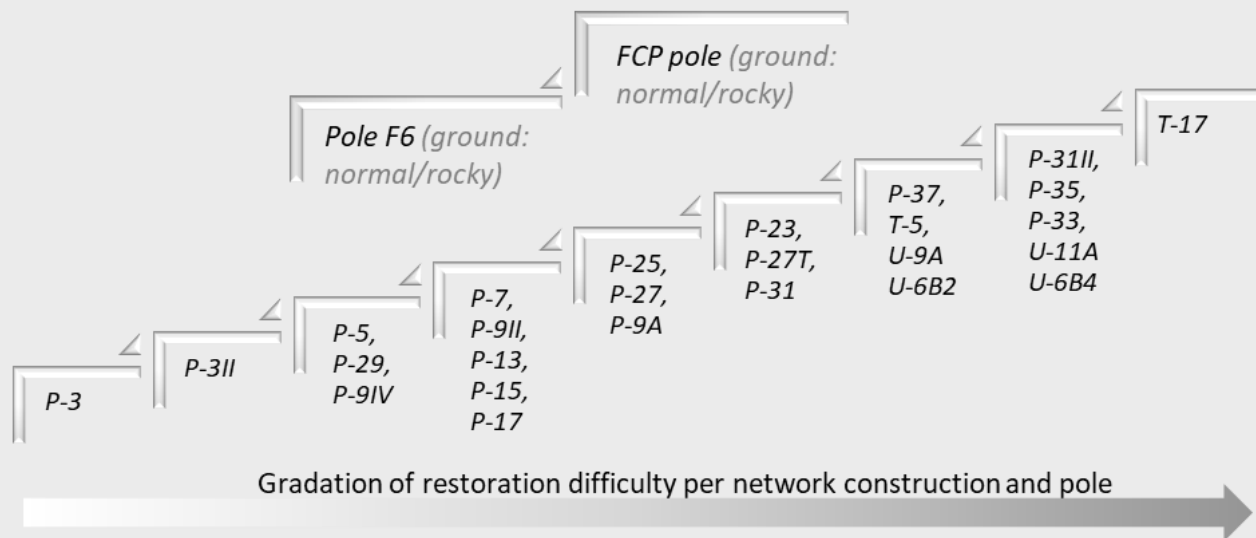 FCP pole (ground:
normal/rocky)
Pole F6 (ground:
normal/rocky)
P-3
P-3II
P-5,
P-29,
P-9IV
P-7,
P-9II,
P-13,
P-15,
P-17
P-25,
P-27,
P-9A
P-23,
P-27T,
P-31
P-37,
T-5,
U-9A
U-6B2
P-31II,
P-35,
P-33,
U-11A
U-6B4
T-17
Gradation of restoration difficulty per network construction and pole